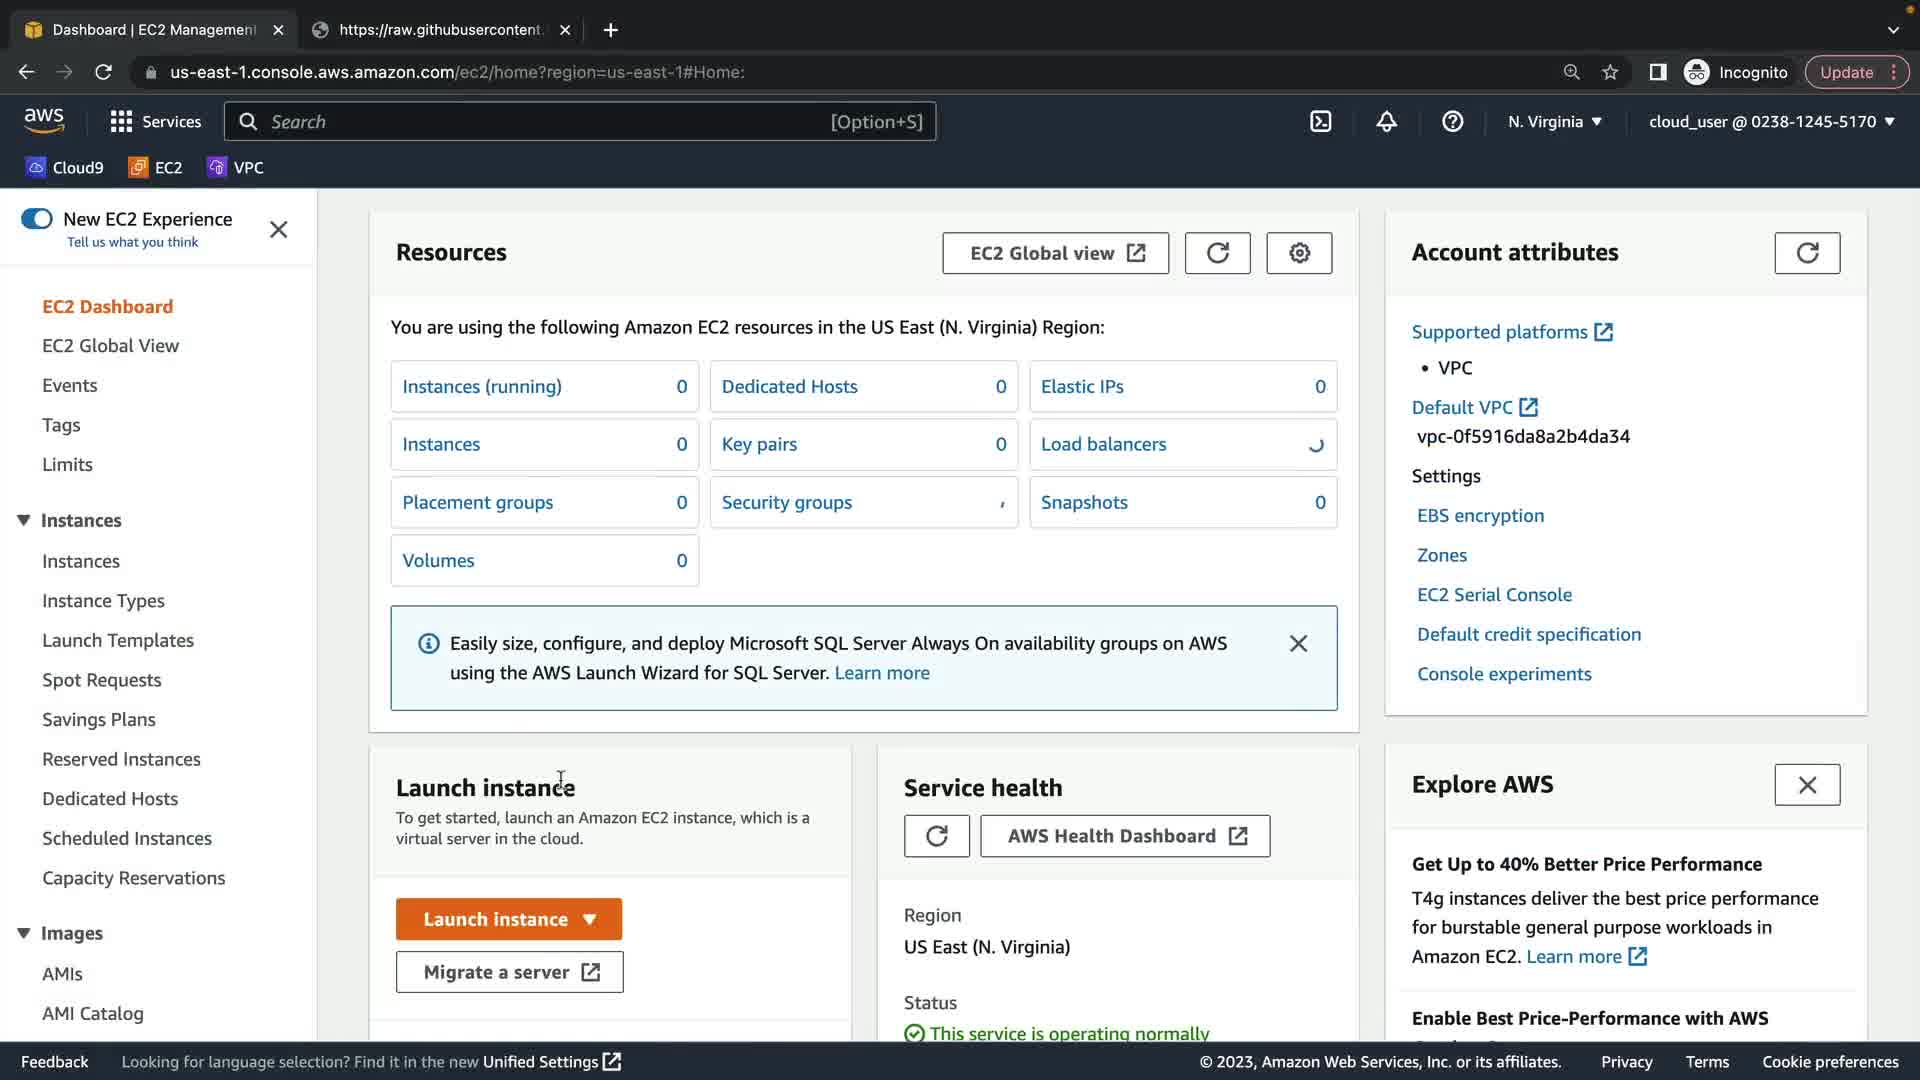 Dashboard | EC2 Management
https://raw.githubusercontent.
us-east-1.console.aws.amazon.com/ec2/home?region=us-east-1#Home:
Incognito
Update
aws
Services
Search
[Option+S]
N. Virginia
cloud_user @ 0238-1245-5170
Cloud9
EC2
VPC
New EC2 Experience
Tell us what you think
EC2 Dashboard
EC2 Global View
Events
Tags
Limits
Instances
Instances
Instance Types
Launch Templates
Spot Requests
Savings Plans
Reserved Instances
Dedicated Hosts
Scheduled Instances
Capacity Reservations
Images
AMIs
AMI Catalog
Resources
EC2 Global view
You are using the following Amazon EC2 resources in the US East (N. Virginia) Region:
Instances (running) 0
Dedicated Hosts 0
Elastic IPs 0
Instances 0
Key pairs 0
Load balancers
Placement groups 0
Security groups
Snapshots 0
Volumes 0
Easily size, configure, and deploy Microsoft SQL Server Always On availability groups on AWS
using the AWS Launch Wizard for SQL Server. Learn more
Launch instance
To get started, launch an Amazon EC2 instance, which is a
virtual server in the cloud.
Launch instance
Migrate a server
Service health
AWS Health Dashboard
Region
US East (N. Virginia)
Status
This service is operating normally
Account attributes
Supported platforms
• VPC
Default VPC
vpc-0f5916da8a2b4da34
Settings
EBS encryption
Zones
EC2 Serial Console
Default credit specification
Console experiments
Explore AWS
Get Up to 40% Better Price Performance
T4g instances deliver the best price performance
for burstable general purpose workloads in
Amazon EC2. Learn more
Enable Best Price-Performance with AWS
Feedback
Looking for language selection? Find it in the new Unified Settings
© 2023, Amazon Web Services, Inc. or its affiliates.
Privacy
Terms
Cookie preferences